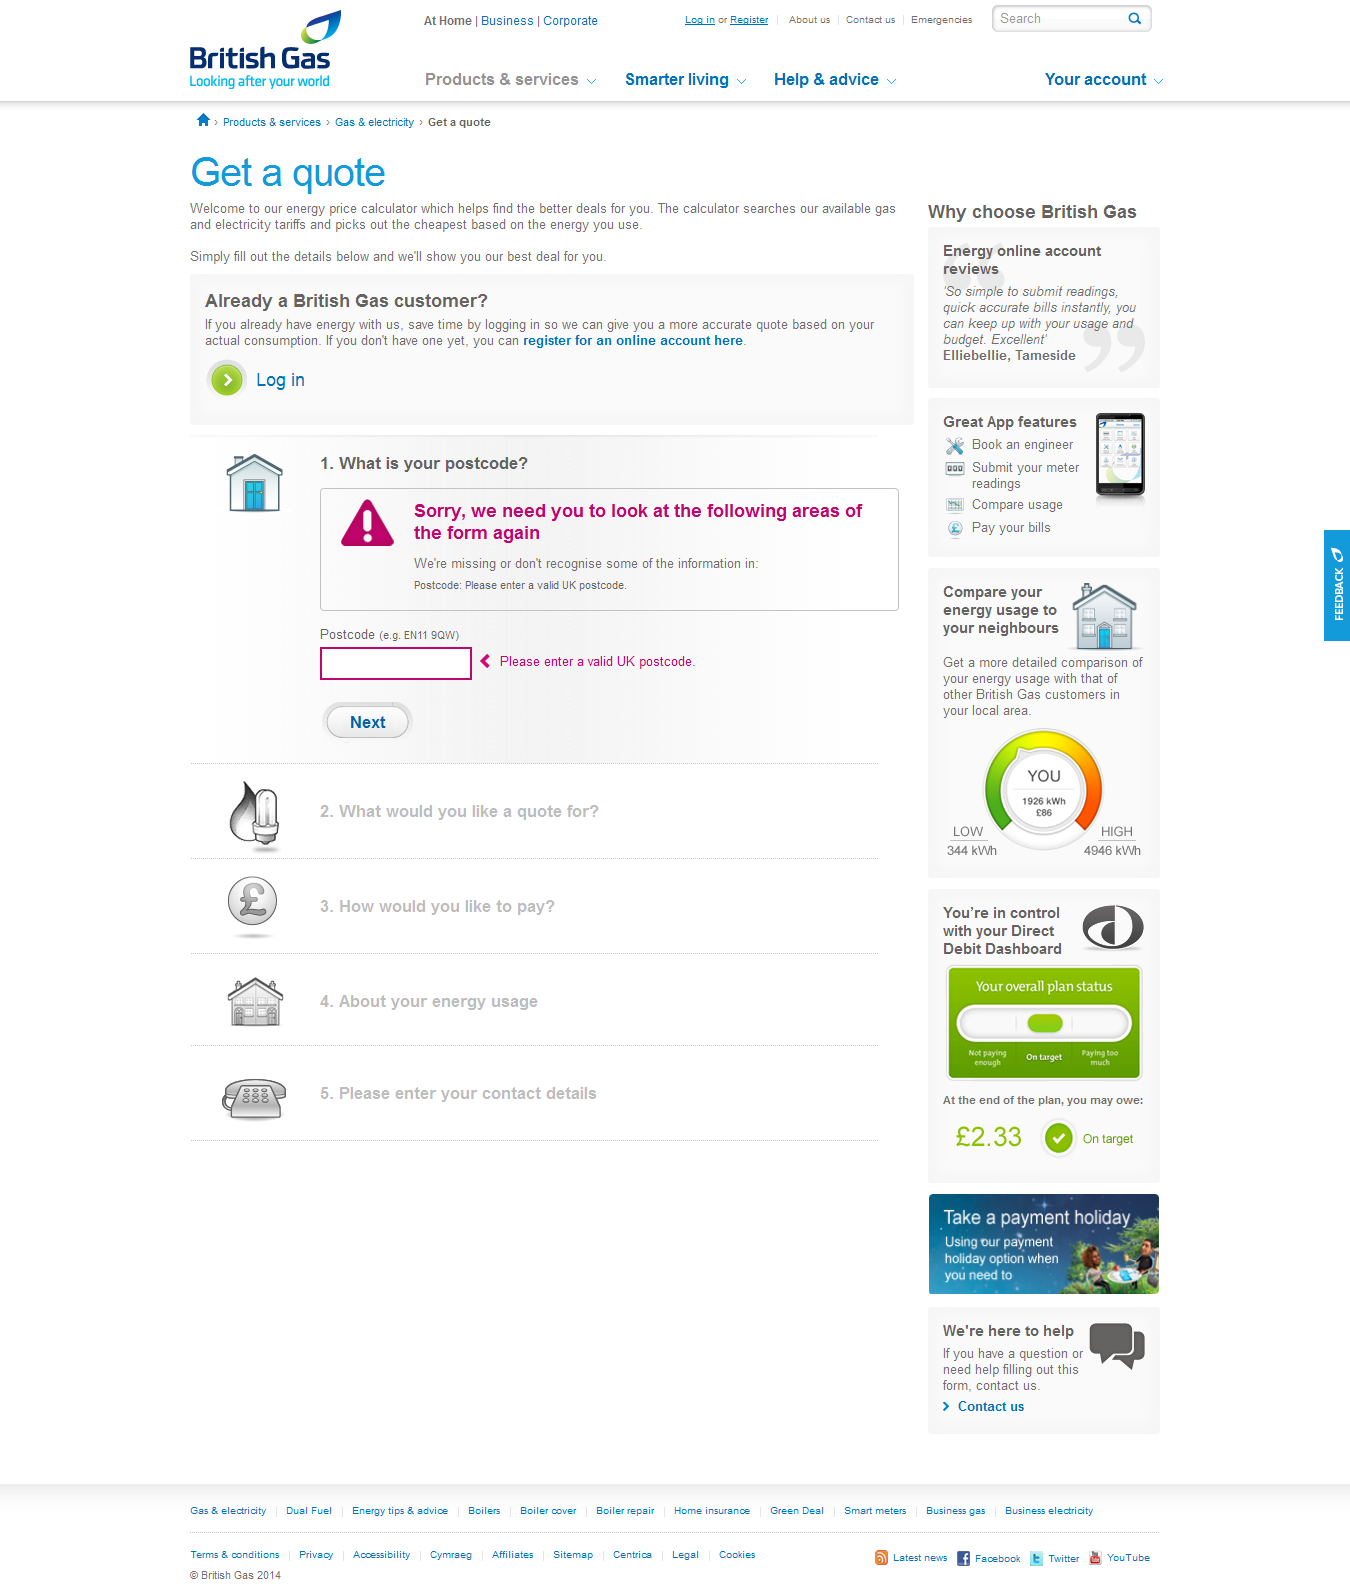 At Home | Business | Corporate
Log in or Register
About us
Contact us
Emergencies
Search
British Gas
Looking after your world
Products & services
Smarter living
Help & advice
Your account
› Products & services › Gas & electricity › Get a quote
Get a quote
Welcome to our energy price calculator which helps find the better deals for you. The calculator searches our available gas
and electricity tariffs and picks out the cheapest based on the energy you use.
Simply fill out the details below and we'll show you our best deal for you.
Already a British Gas customer?
If you already have energy with us, save time by logging in so we can give you a more accurate quote based on your
actual consumption. If you don't have one yet, you can register for an online account here.
Log in
1. What is your postcode?
Sorry, we need you to look at the following areas of
the form again
We're missing or don't recognise some of the information in:
Postcode: Please enter a valid UK postcode.
Postcode (e.g. EN11 9QW)
Please enter a valid UK postcode.
Next
2. What would you like a quote for?
£
3. How would you like to pay?
4. About your energy usage
5. Please enter your contact details
Why choose British Gas
Energy online account
reviews
'So simple to submit readings,
quick accurate bills instantly, you
can keep up with your usage and
budget. Excellent'
Elliebellie, Tameside
Great App features
Book an engineer
Submit your meter
readings
Compare usage
Pay your bills
FEEDBACK
Compare your
energy usage to
your neighbours
Get a more detailed comparison of
your energy usage with that of
other British Gas customers in
your local area.
YOU
1926 kWh
£86
LOW
344 kWh
HIGH
4946 kWh
You're in control
with your Direct
Debit Dashboard
Your overall plan status
Not paying
enough
On target
Paying too
much
At the end of the plan, you may owe:
£2.33
On target
Take a payment holiday
Using our payment
holiday option when
you need to
We're here to help
If you have a question or
need help filling out this
form, contact us.
Contact us
Gas & electricity
Dual Fuel
Energy tips & advice
Boilers
Boiler cover
Boiler repair
Home insurance
Green Deal
Smart meters
Business gas
Business electricity
Terms & conditions
Privacy
Accessibility
Cymraeg
Affiliates
Sitemap
Centrica
Legal
Cookies
Latest news
Facebook
Twitter
YouTube
© British Gas 2014